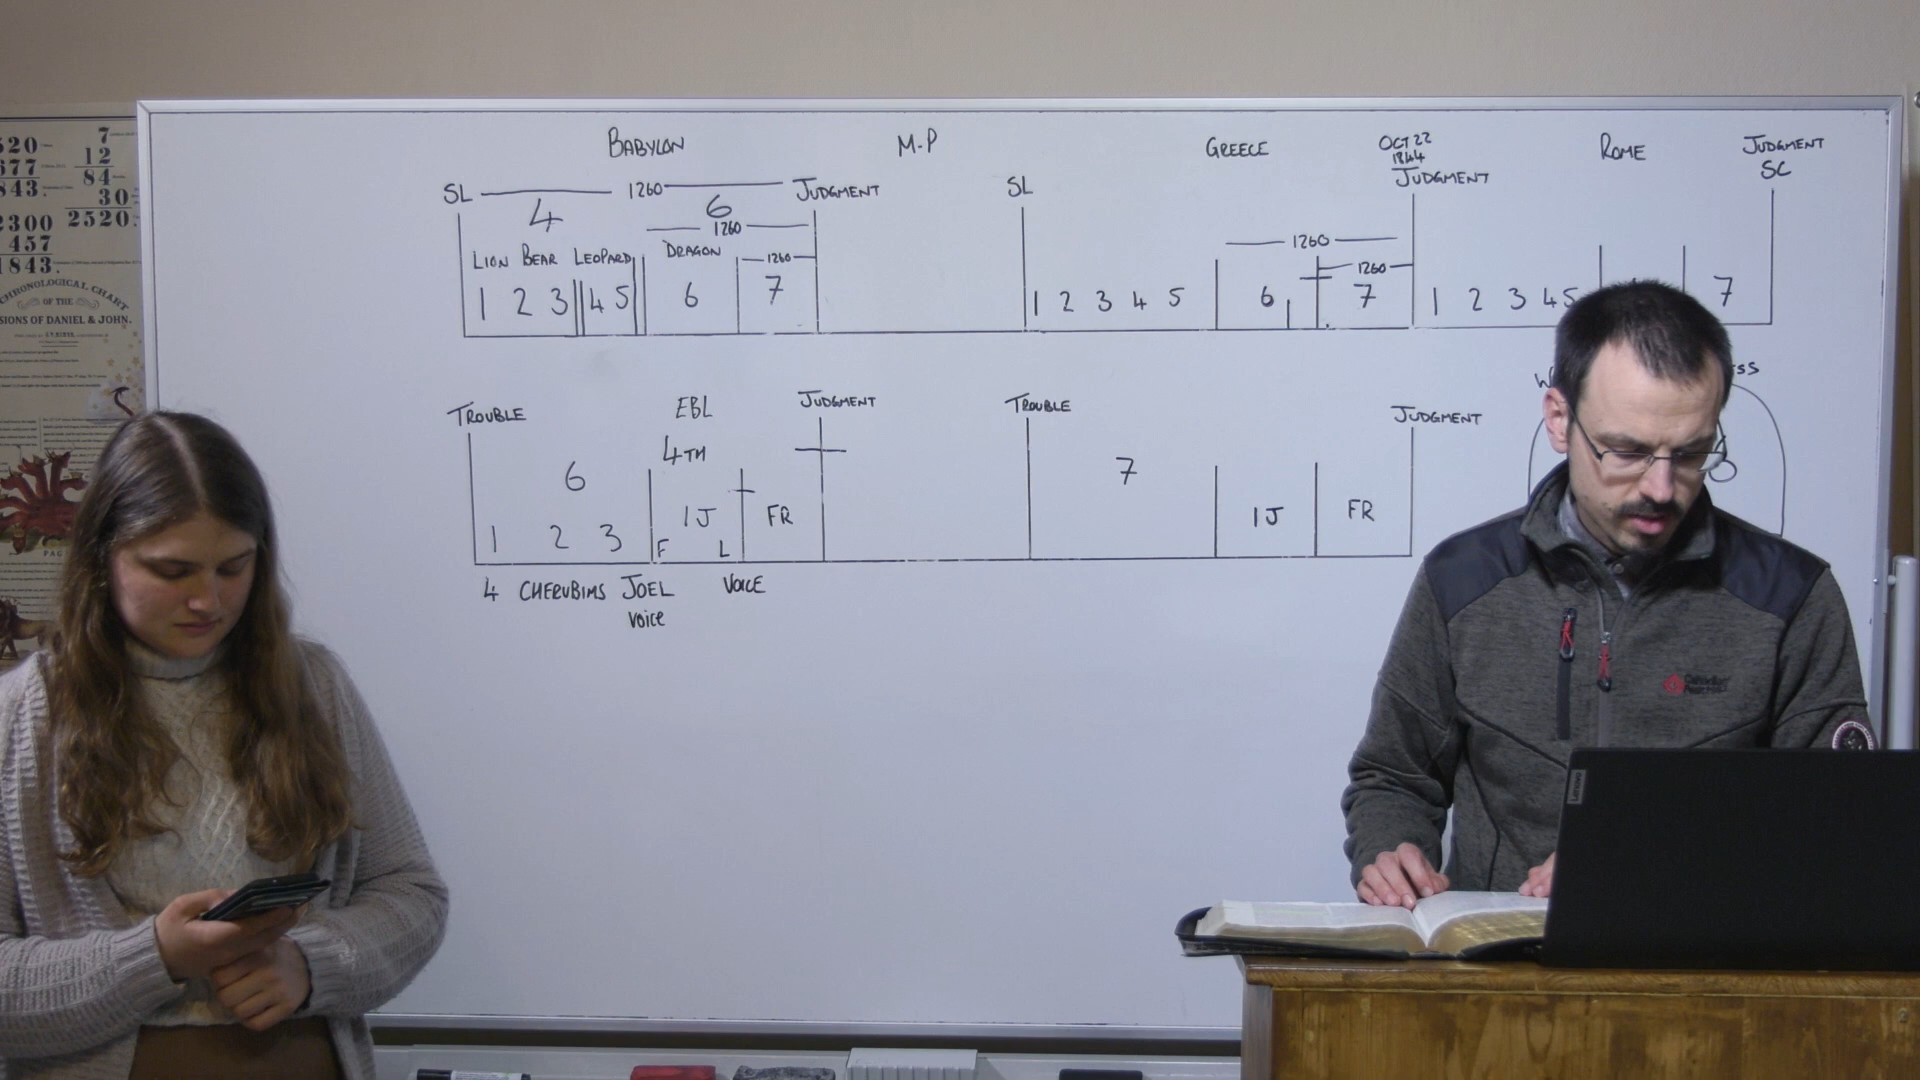 BABYLON M-P GREECE OCT 22 1844 ROME JUDGMENT SC
SL 1260 JUDGMENT SL JUDGMENT
4 6
1260 1260
LION BEAR LEOPARD DRAGON 1260 1260
1 2 3 4 5 6 7 1 2 3 4 5 6 7 1 2 3 4 5 7
TROUBLE EBL JUDGMENT TROUBLE JUDGMENT
4TH
6 7
1 2 3 F 1J L FR 1J FR
4 CHERUBIMS JOEL VOICE
VOICE
7
12
677 84
843. 30
2300 2520.
457
1843.
CHRONOLOGICAL CHART
OF THE
SIONS OF DANIEL & JOHN.
Lenovo